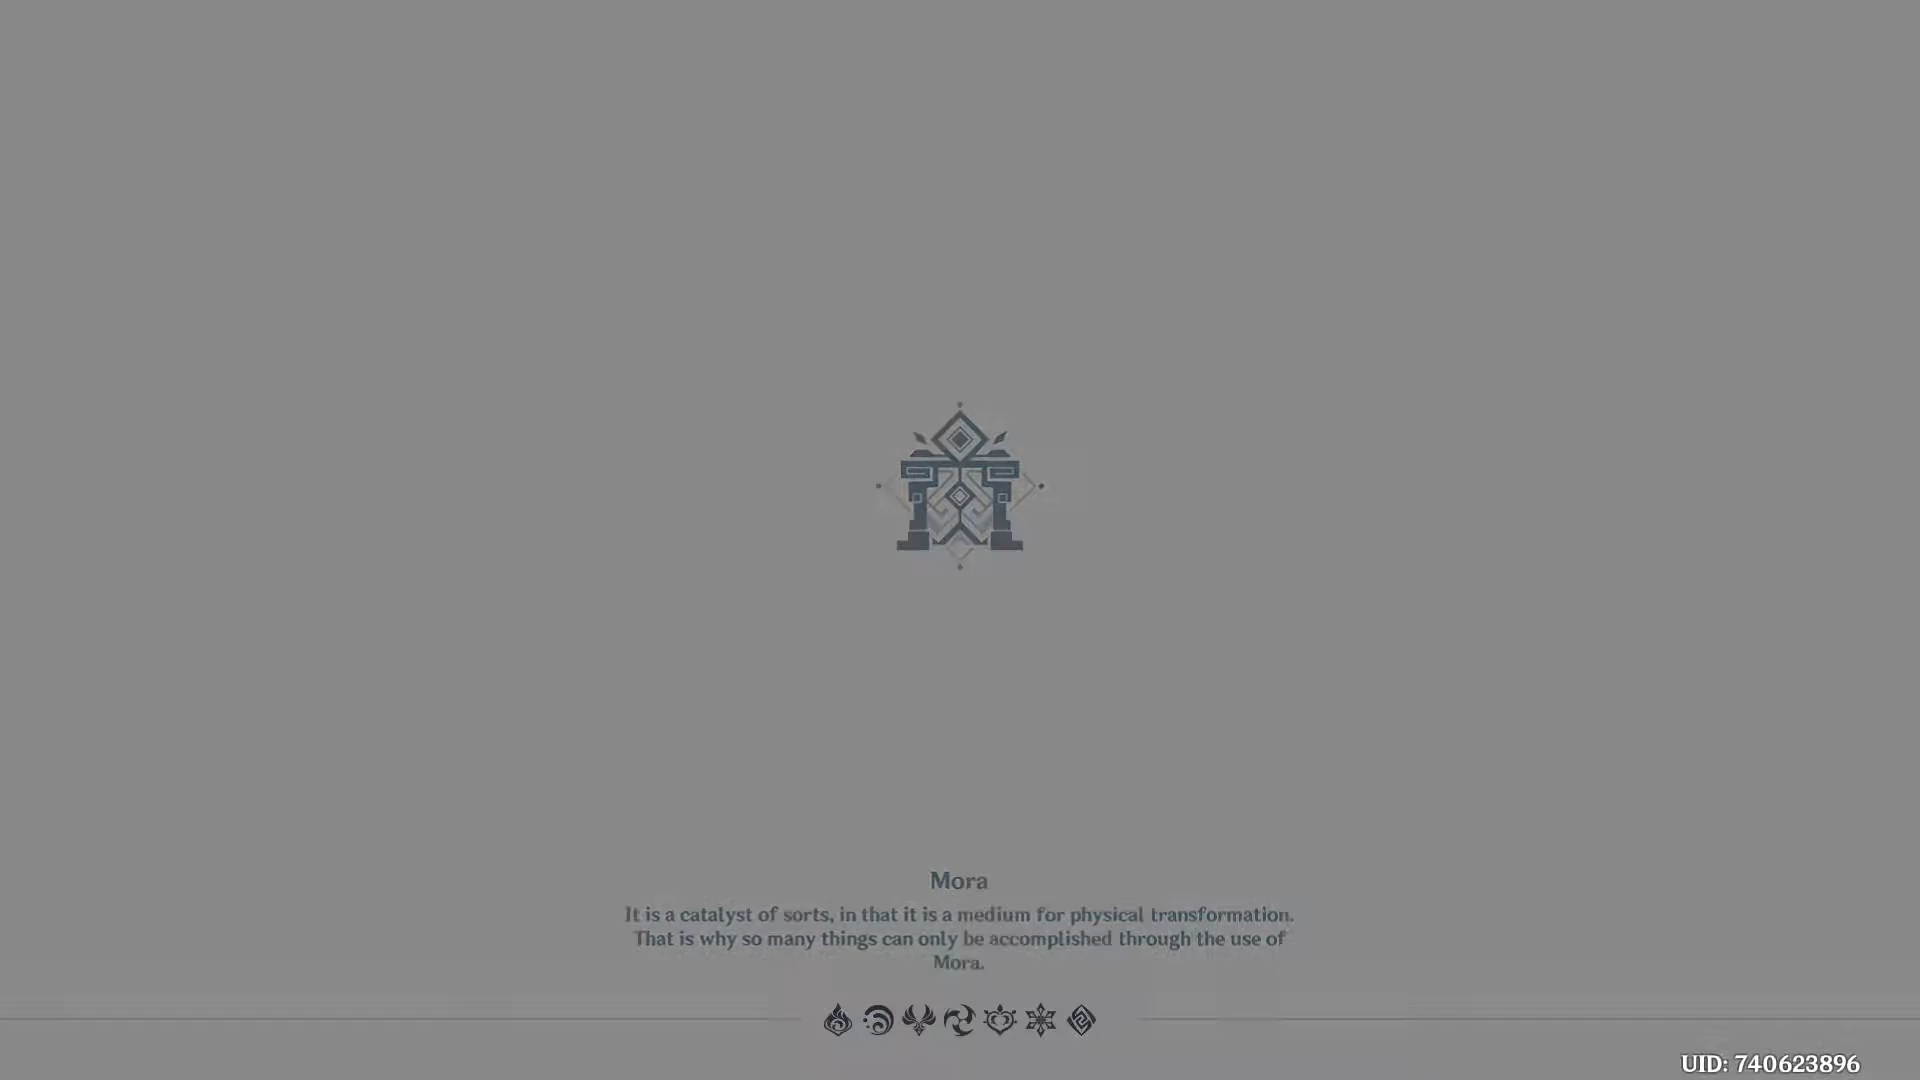 Mora
It is a catalyst of sorts, in that it is a medium for physical transformation.
That is why so many things can only be accomplished through the use of
Mora.
UID: 740623896